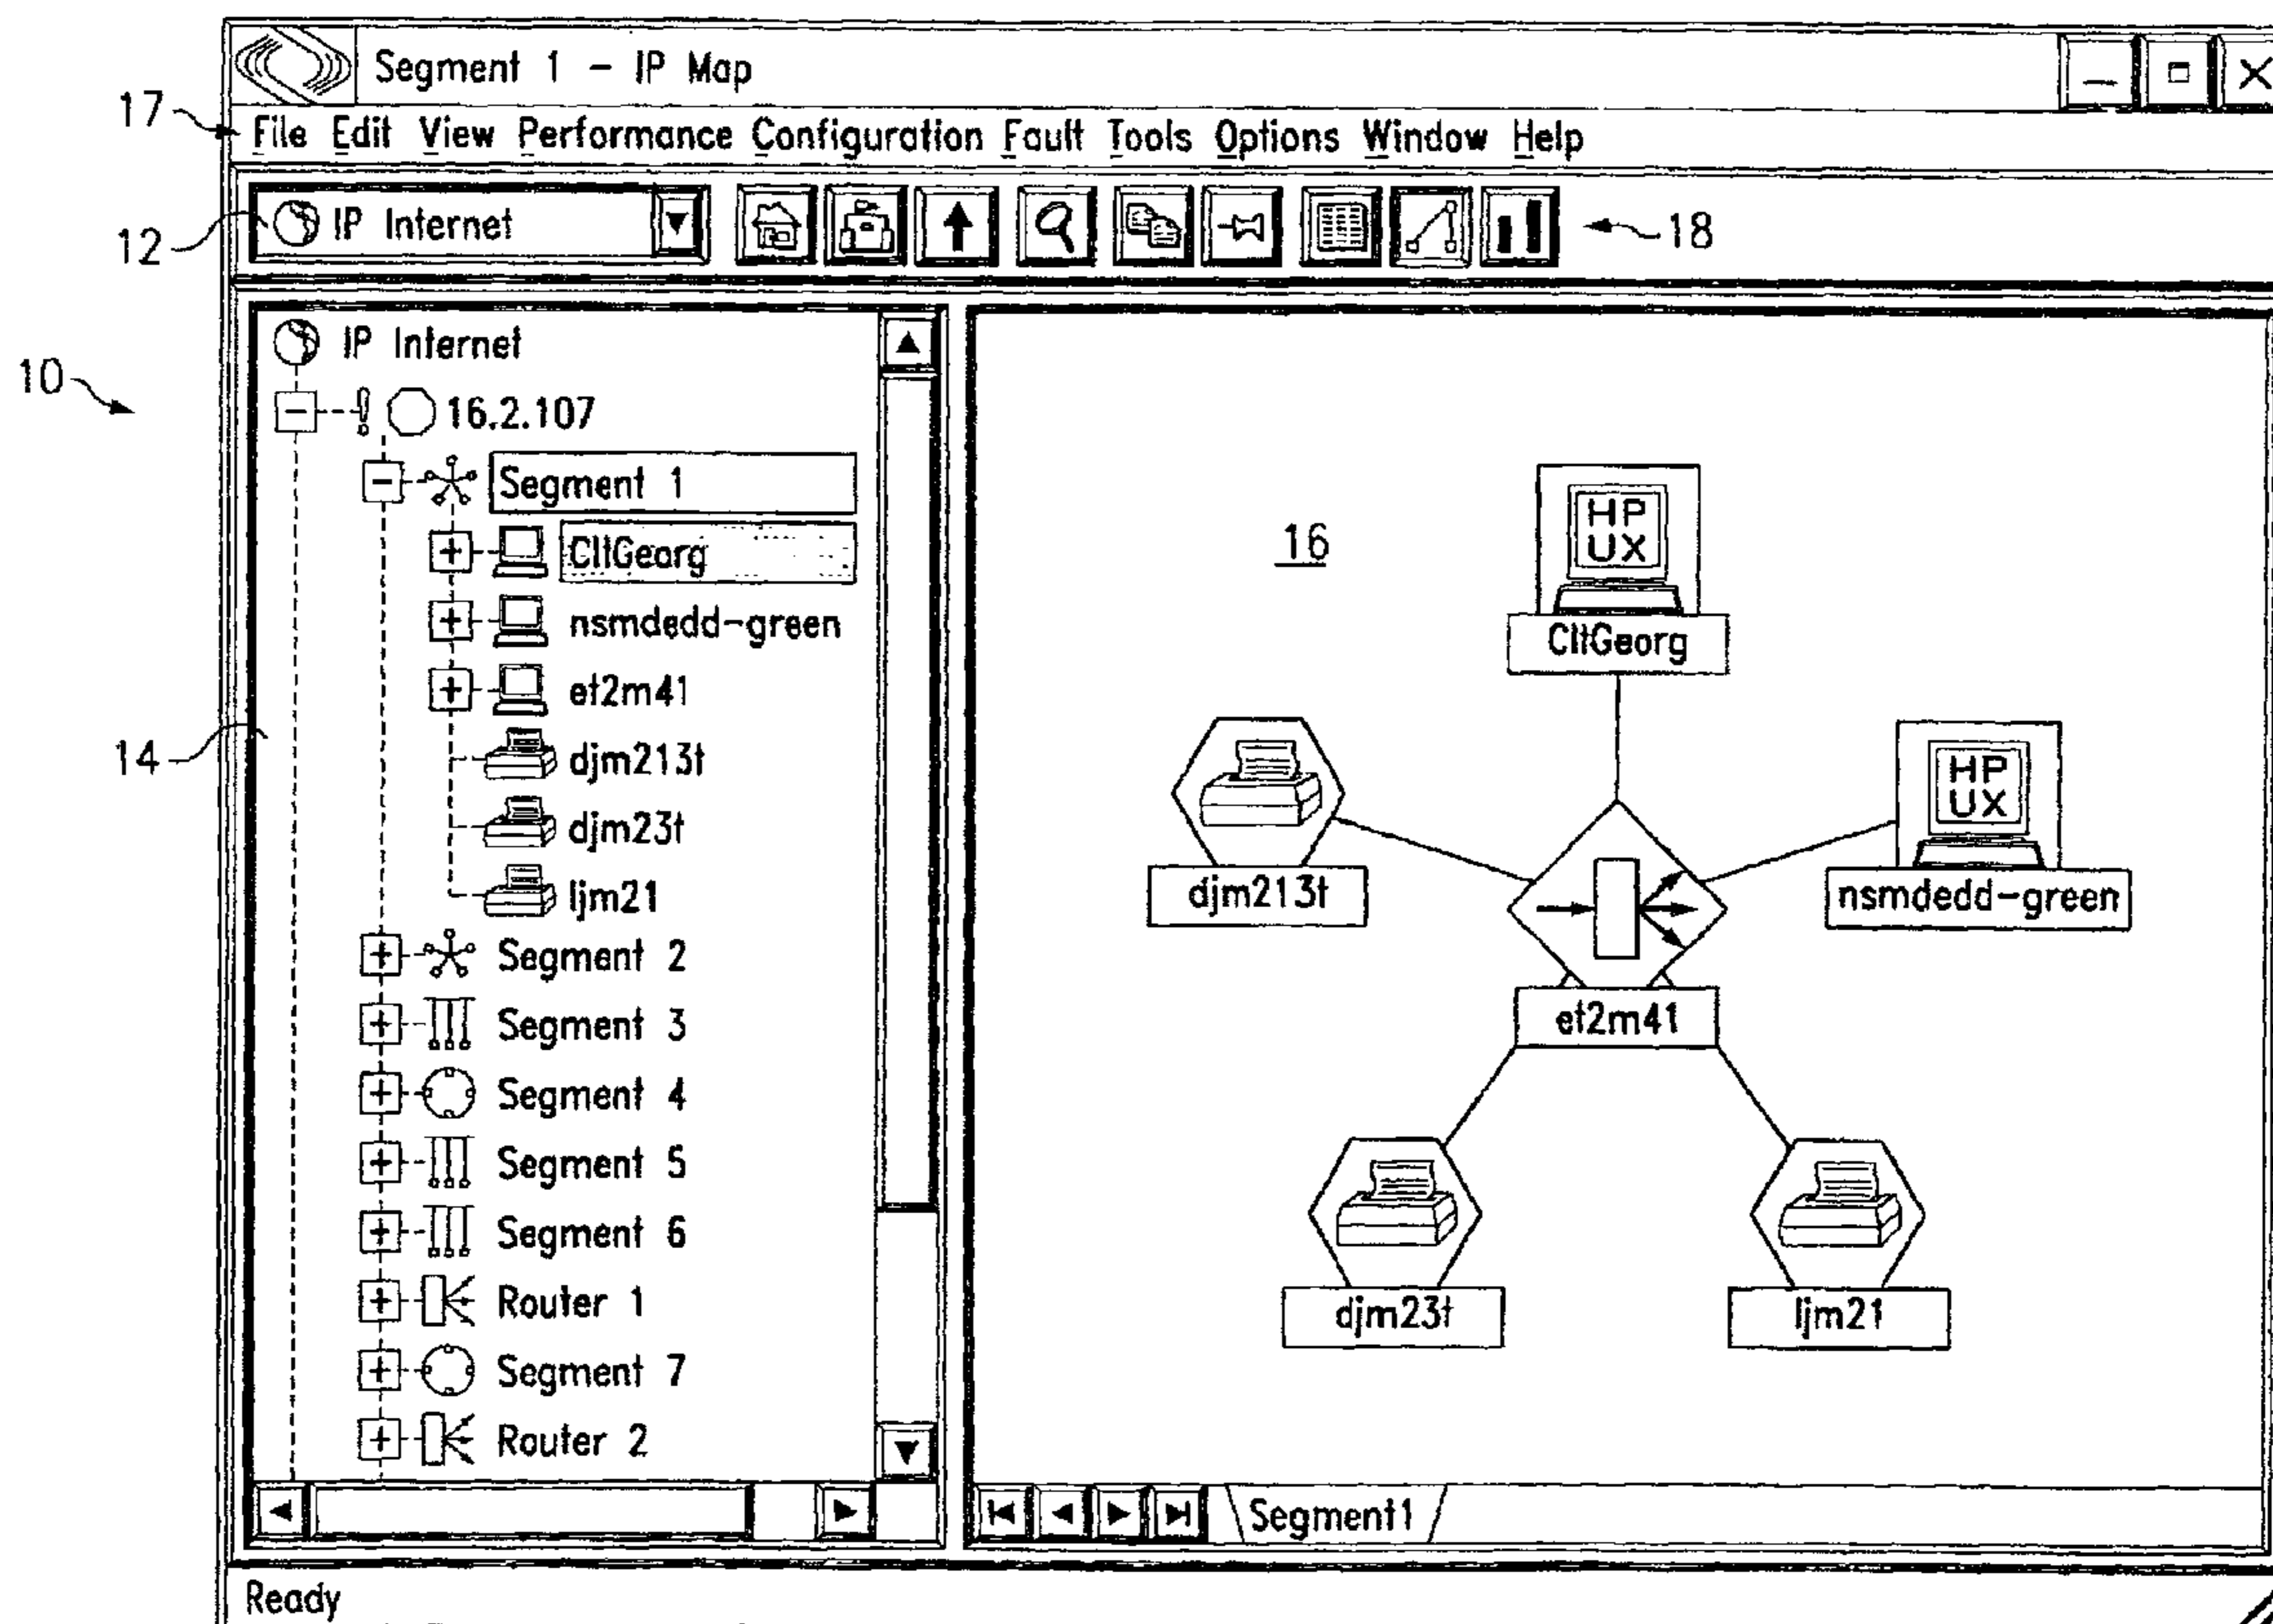 Segment 1 – IP Map
17
File Edit View Performance Configuration Fault Tools Options Window Help
12
IP Internet
18
10
IP Internet
16.2.107
Segment 1
CltGeorg
nsmdedd-green
et2m41
14
djm213t
djm23t
ljm21
Segment 2
Segment 3
Segment 4
Segment 5
Segment 6
Router 1
Segment 7
Router 2
16
HP
UX
CltGeorg
djm213t
HP
UX
nsmdedd-green
et2m41
djm23t
ljm21
Segment1
Ready